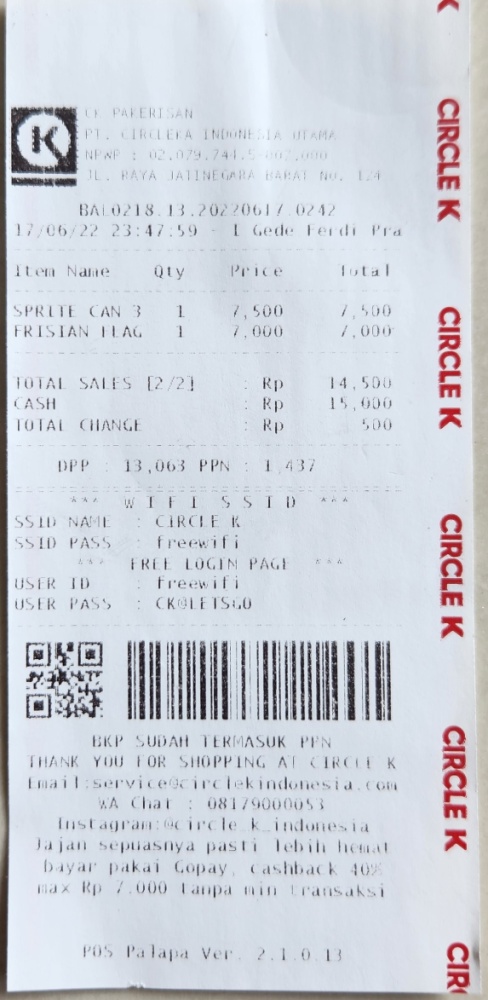 CK PAKERISAN
PT. CIRCLEKA INDONESIA UTAMA
NPWP : 02.079.744.5-007.000
JL. RAYA JATINEGARA BARAT NO. 124
BAL0218.13.20220617.0242
17/06/22 23:47:59 - I Gede Ferdi Pra
Item Name Qty Price Total
SPRITE CAN 3 1 7,500 7,500
FRISIAN FLAG 1 7,000 7,000
TOTAL SALES [2/2] : Rp 14,500
CASH : Rp 15,000
TOTAL CHANGE : Rp 500
DPP : 13,063 PPN : 1,437
*** W I F I S S I D ***
SSID NAME : CIRCLE K
SSID PASS : freewifi
*** FREE LOGIN PAGE ***
USER ID : freewifi
USER PASS : CK@LETSGO
BKP SUDAH TERMASUK PPN
THANK YOU FOR SHOPPING AT CIRCLE K
Email:service@circlekindonesia.com
WA Chat : 08179000053
Instagram:@circle_k_indonesia
Jajan sepuasnya pasti lebih hemat
bayar pakai Gopay, cashback 40%
max Rp 7.000 tanpa min transaksi
POS Palapa Ver. 2.1.0.13
K
CIRCLE K
CIRCLE K
CIRCLE K
CIRCLE K
CIR